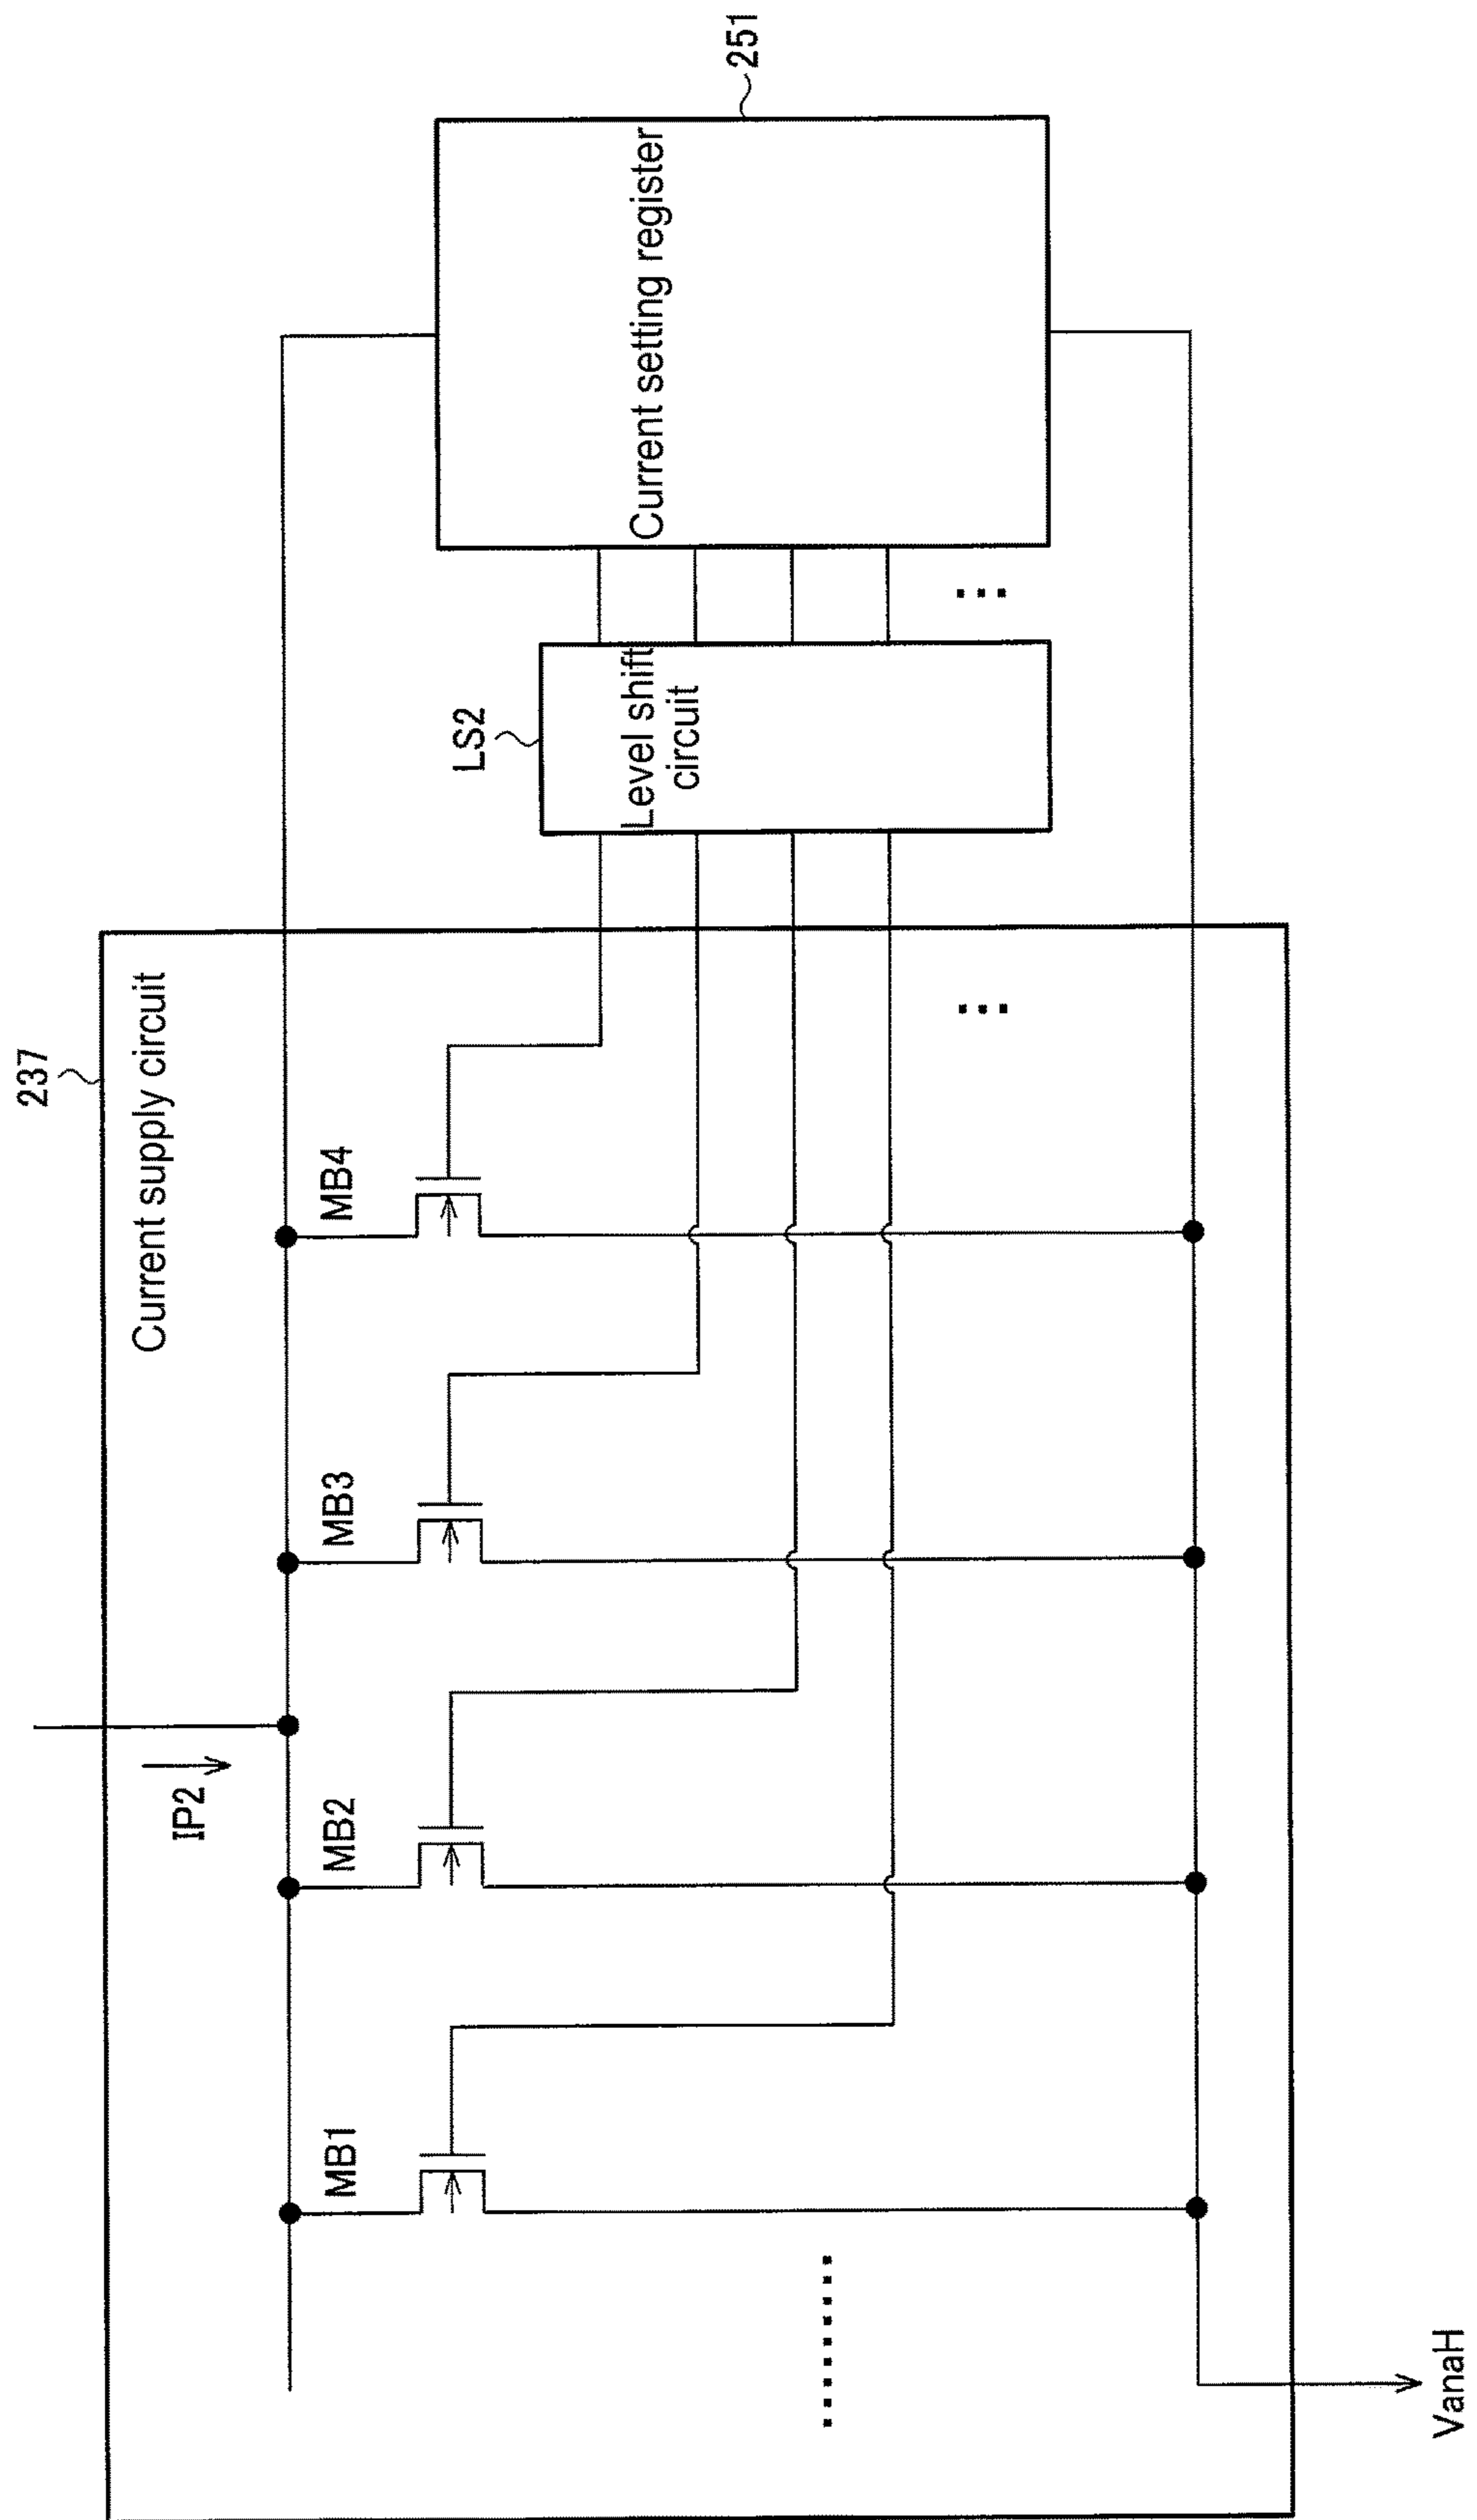 237
Current supply circuit
IP2
MB1
MB2
MB3
MB4
LS2
Level shift
circuit
Current setting register
251
VanaH